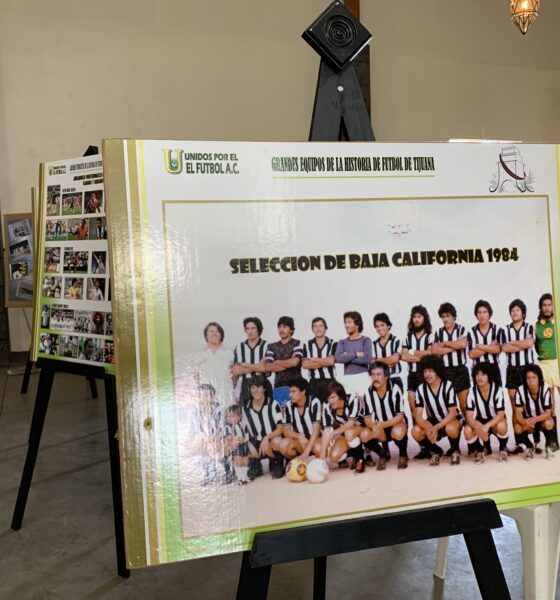 UNIDOS POR EL
EL FUTBOL A.C.
GRANDES EQUIPOS DE LA HISTORIA DE FUTBOL DE TIJUANA
SELECCION DE BAJA CALIFORNIA 1984